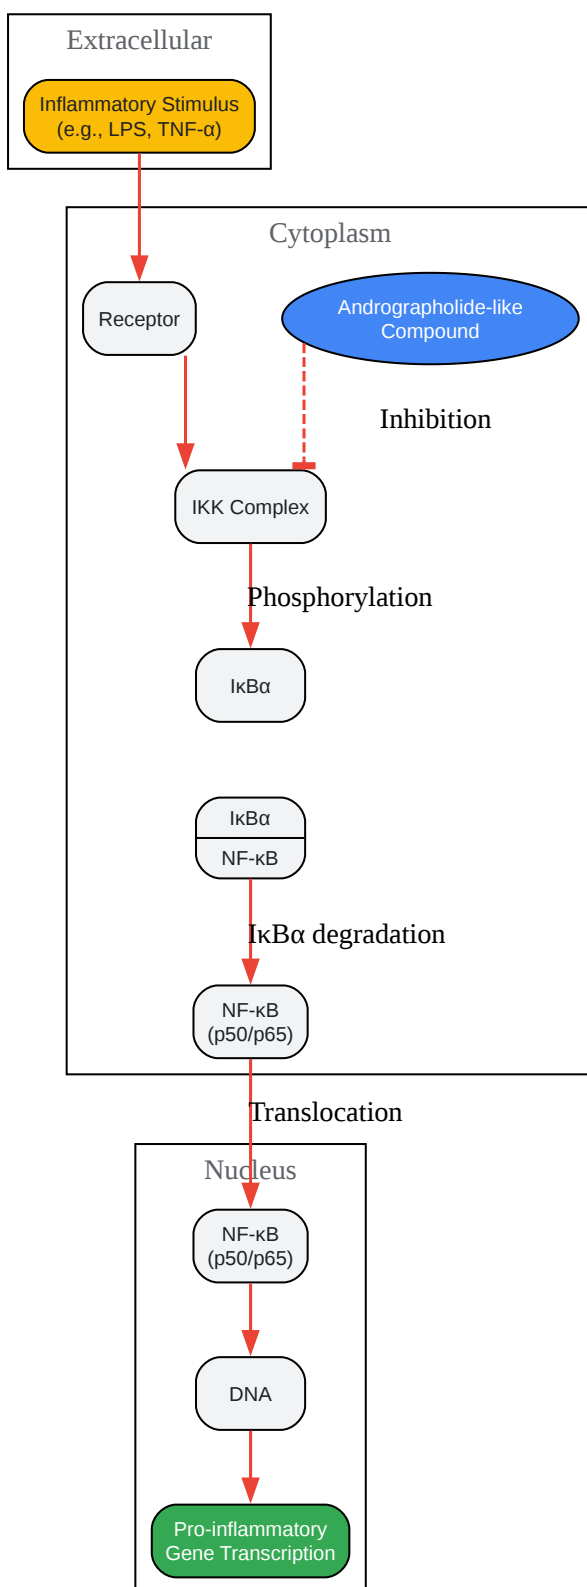 Extracellular
Inflammatory Stimulus
(e.g., LPS, TNF-α)
Cytoplasm
Receptor
Andrographolide-like
Compound
Inhibition
IKK Complex
Phosphorylation
IκBα
IκBα
NF-κB
IκBα degradation
NF-κB
(p50/p65)
Translocation
Nucleus
NF-κB
(p50/p65)
DNA
Pro-inflammatory
Gene Transcription